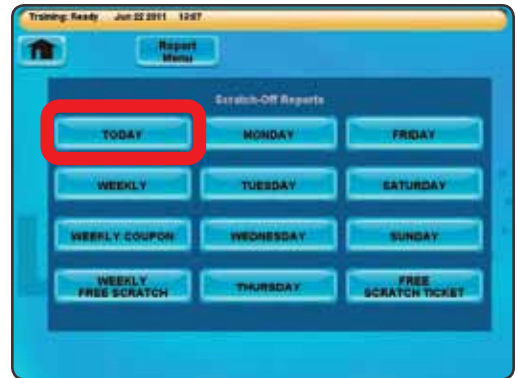 Training: Ready Jun 22 2011 12:57
Report
Menu
Scratch-Off Reports
TODAY MONDAY FRIDAY
WEEKLY TUESDAY SATURDAY
WEEKLY COUPON WEDNESDAY SUNDAY
WEEKLY
FREE SCRATCH
THURSDAY
FREE
SCRATCH TICKET